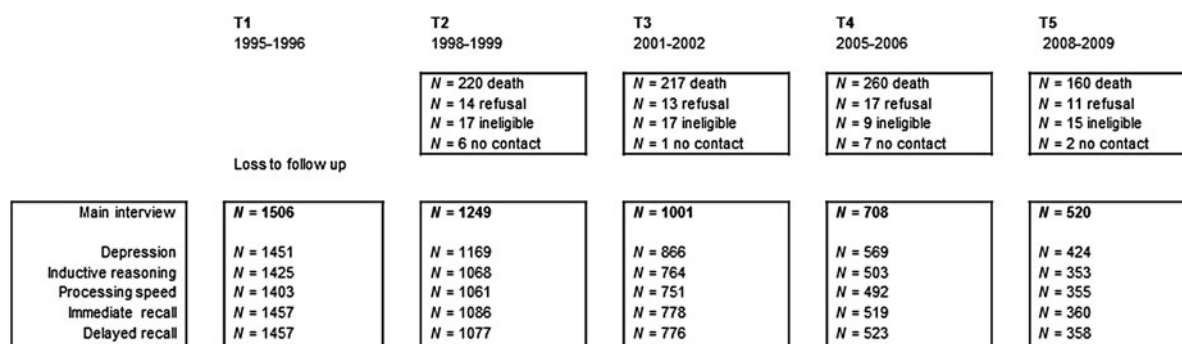 T1 T2 T3 T4 T5
1995-1996 1998-1999 2001-2002 2005-2006 2008-2009
N = 220 death N = 217 death N = 260 death N = 160 death
N = 14 refusal N = 13 refusal N = 17 refusal N = 11 refusal
N = 17 ineligible N = 17 ineligible N = 9 ineligible N = 15 ineligible
N = 6 no contact N = 1 no contact N = 7 no contact N = 2 no contact
Loss to follow up
Main interview N = 1506 N = 1249 N = 1001 N = 708 N = 520
Depression N = 1451 N = 1169 N = 866 N = 569 N = 424
Inductive reasoning N = 1425 N = 1068 N = 764 N = 503 N = 353
Processing speed N = 1403 N = 1061 N = 751 N = 492 N = 355
Immediate recall N = 1457 N = 1086 N = 778 N = 519 N = 360
Delayed recall N = 1457 N = 1077 N = 776 N = 523 N = 358